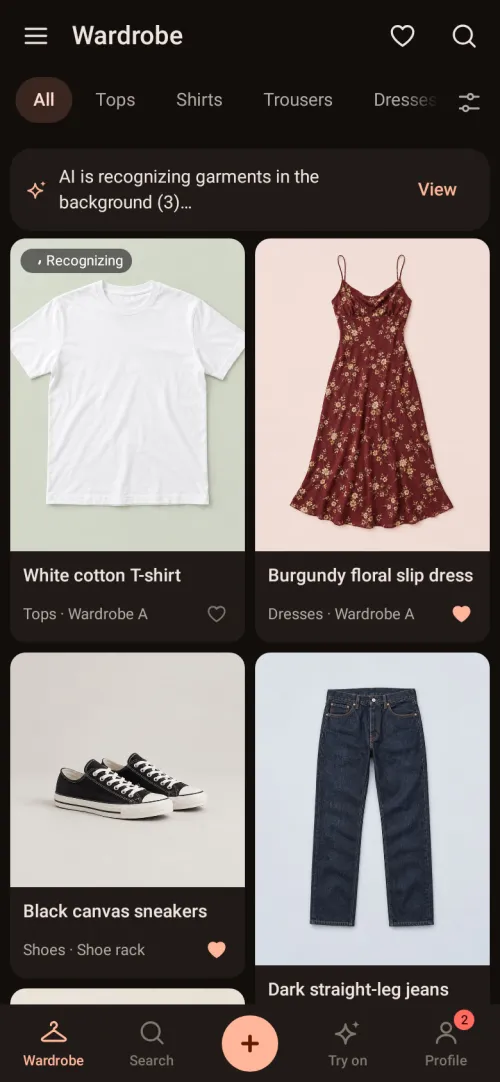 Wardrobe
All
Tops
Shirts
Trousers
Dresses
AI is recognizing garments in the
background (3)…
View
Recognizing
White cotton T-shirt
Tops · Wardrobe A
Burgundy floral slip dress
Dresses · Wardrobe A
Black canvas sneakers
Shoes · Shoe rack
Dark straight-leg jeans
2
Wardrobe
Search
Try on
Profile